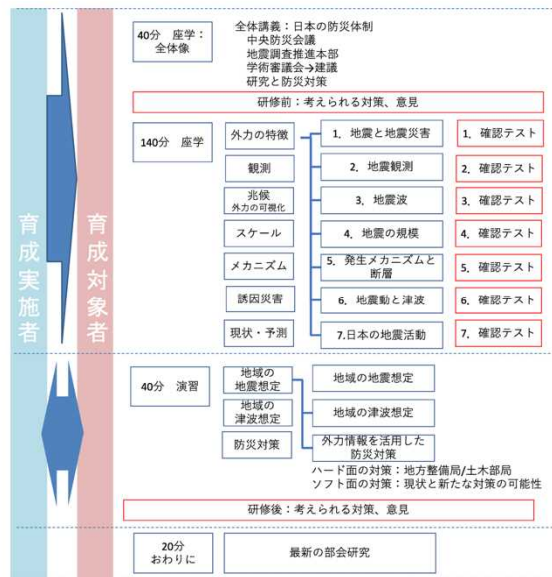 育成実施者
育成対象者
40分 座学：
全体像
全体講義：日本の防災体制
中央防災会議
地震調査推進本部
学術審議会→建議
研究と防災対策
研修前：考えられる対策、意見
140分 座学
外力の特徴
1. 地震と地震災害
1. 確認テスト
観測
2. 地震観測
2. 確認テスト
兆候
外力の可視化
3. 地震波
3. 確認テスト
スケール
4. 地震の規模
4. 確認テスト
メカニズム
5. 発生メカニズムと
断層
5. 確認テスト
誘因災害
6. 地震動と津波
6. 確認テスト
現状・予測
7.日本の地震活動
7. 確認テスト
40分 演習
地域の
地震想定
地域の地震想定
地域の
津波想定
地域の津波想定
防災対策
外力情報を活用した
防災対策
ハード面の対策：地方整備局/土木部局
ソフト面の対策：現状と新たな対策の可能性
研修後：考えられる対策、意見
20分
おわりに
最新の部会研究